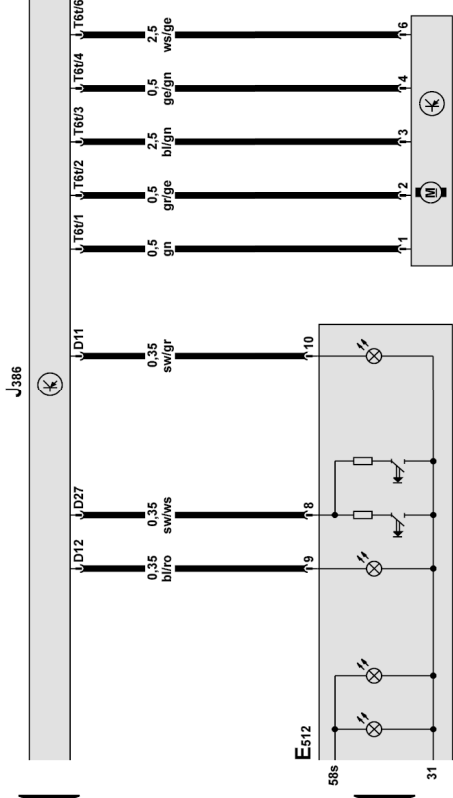 J386
T6t/6
2,5
ws/ge
6
T6t/4
0,5
ge/gn
4
T6t/3
2,5
bl/gn
3
T6t/2
0,5
gr/ge
2
M
T6t/1
0,5
gn
1
D11
0,35
sw/gr
10
D27
0,35
sw/ws
8
D12
0,35
bl/ro
9
E512
58s
31